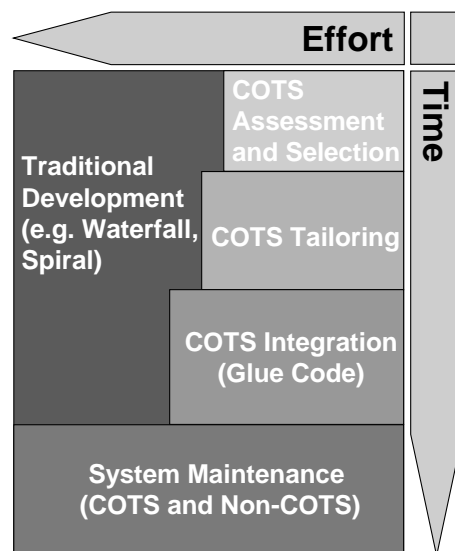 Effort
Time
COTS
Assessment
and Selection
Traditional
Development
(e.g. Waterfall,
Spiral)
COTS Tailoring
COTS Integration
(Glue Code)
System Maintenance
(COTS and Non-COTS)